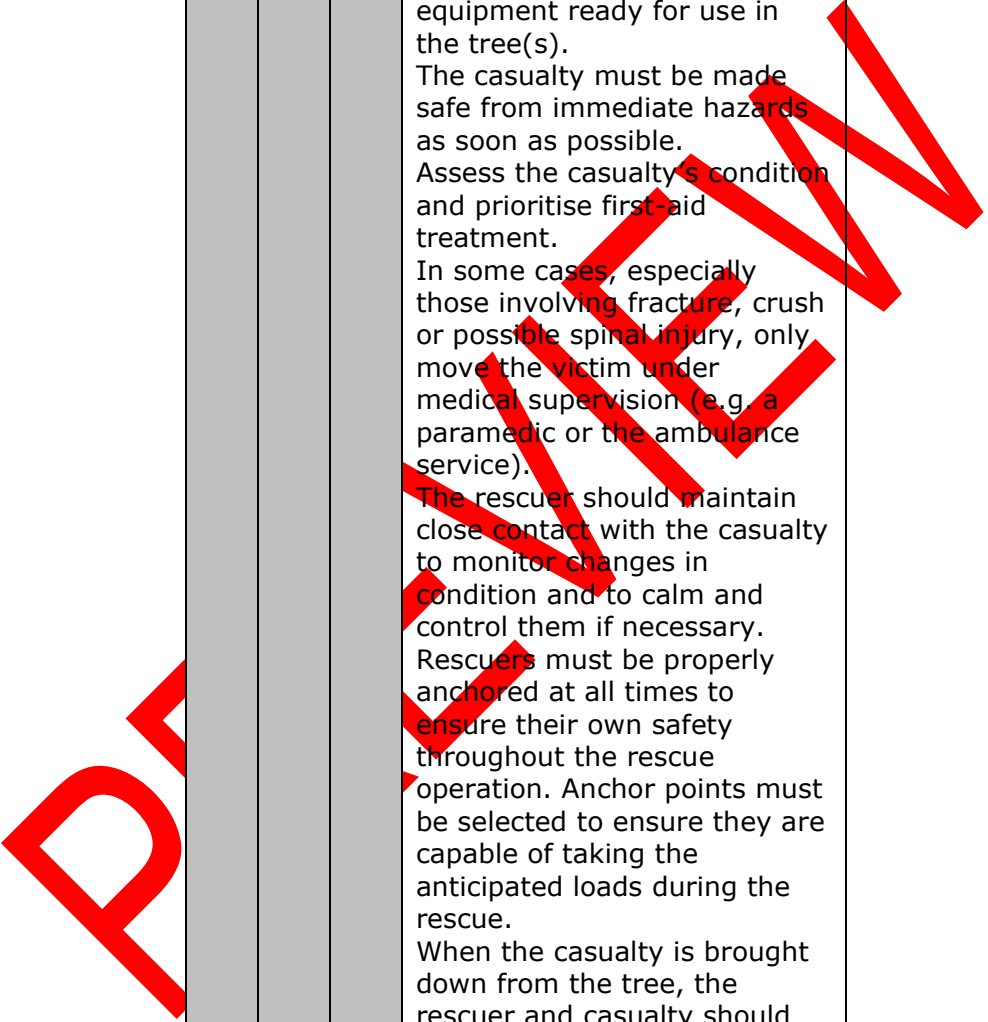 equipment ready for use in
the tree(s).
The casualty must be made
safe from immediate hazards
as soon as possible.
Assess the casualty’s condition
and prioritise first-aid
treatment.
In some cases, especially
those involving fracture, crush
or possible spinal injury, only
move the victim under
medical supervision (e.g. a
paramedic or the ambulance
service).
The rescuer should maintain
close contact with the casualty
to monitor changes in
condition and to calm and
control them if necessary.
Rescuers must be properly
anchored at all times to
ensure their own safety
throughout the rescue
operation. Anchor points must
be selected to ensure they are
capable of taking the
anticipated loads during the
rescue.
When the casualty is brought
down from the tree, the
rescuer and casualty should
PREVIEW